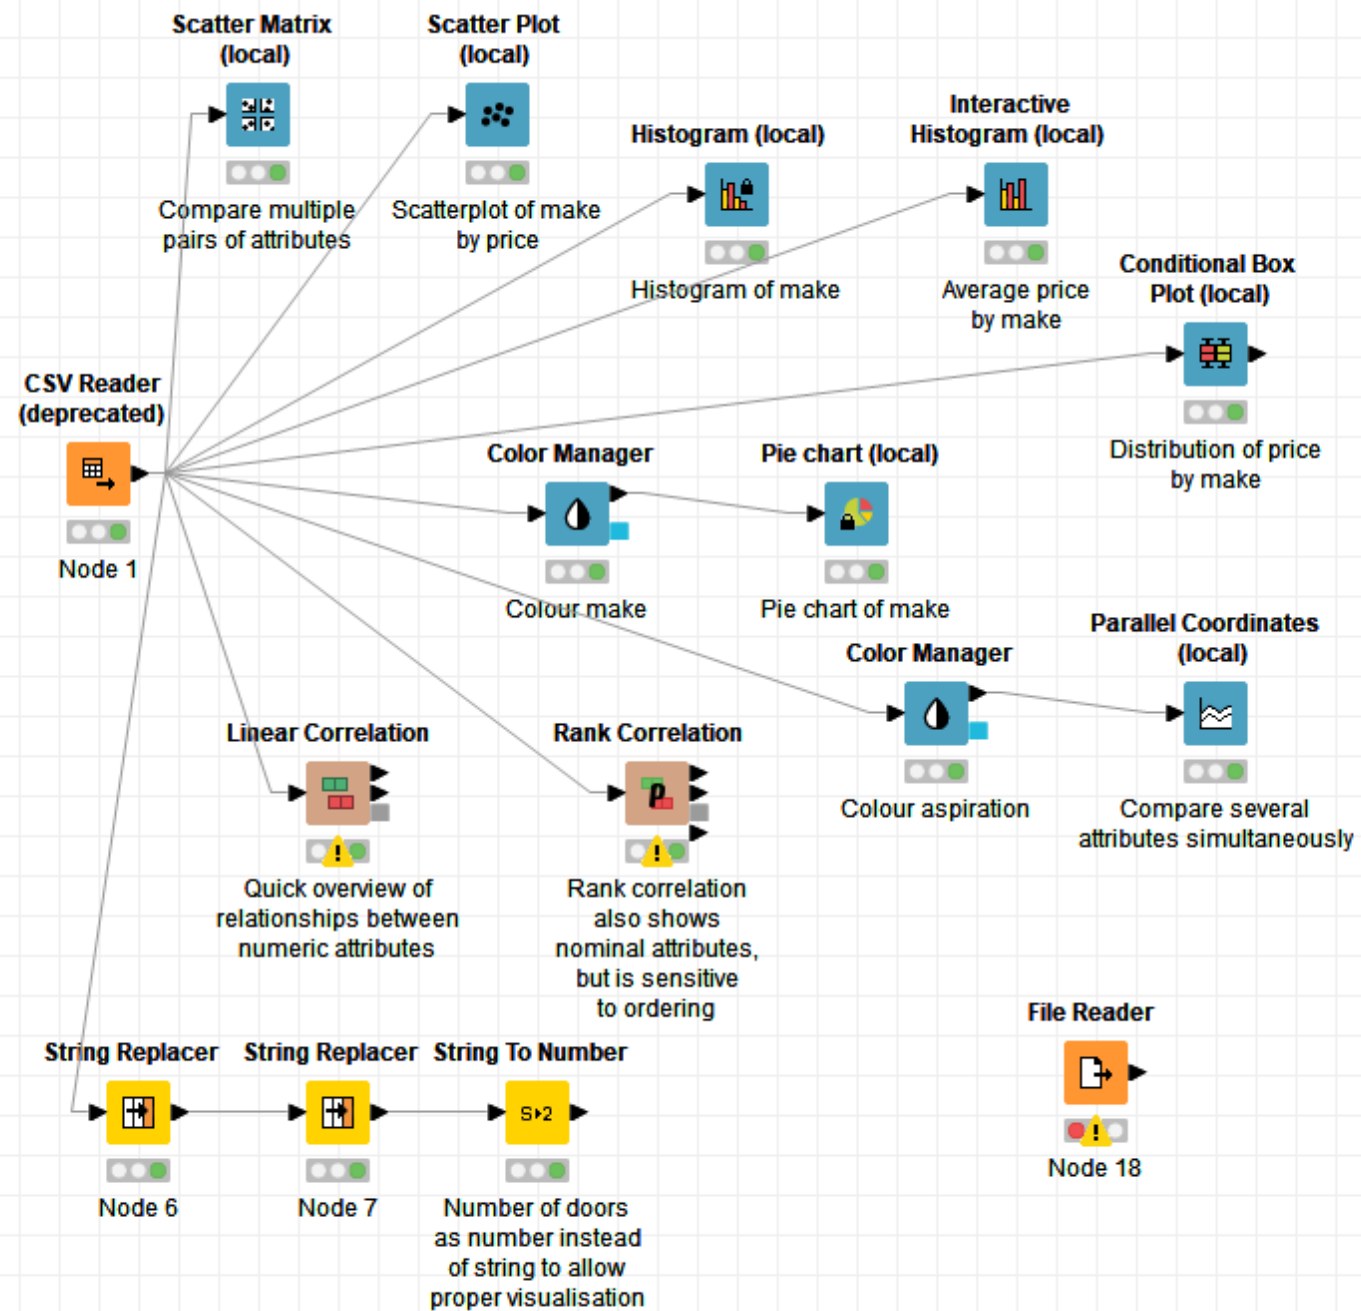 Scatter Matrix
(local)
Compare multiple
pairs of attributes
Scatter Plot
(local)
Scatterplot of make
by price
Histogram (local)
Histogram of make
Interactive
Histogram (local)
Average price
by make
Conditional Box
Plot (local)
Distribution of price
by make
CSV Reader
(deprecated)
Node 1
Color Manager
Colour make
Pie chart (local)
Pie chart of make
Color Manager
Colour aspiration
Parallel Coordinates
(local)
Compare several
attributes simultaneously
Linear Correlation
Quick overview of
relationships between
numeric attributes
Rank Correlation
ρ
Rank correlation
also shows
nominal attributes,
but is sensitive
to ordering
File Reader
Node 18
String Replacer
Node 6
String Replacer
Node 7
String To Number
S▸2
Number of doors
as number instead
of string to allow
proper visualisation